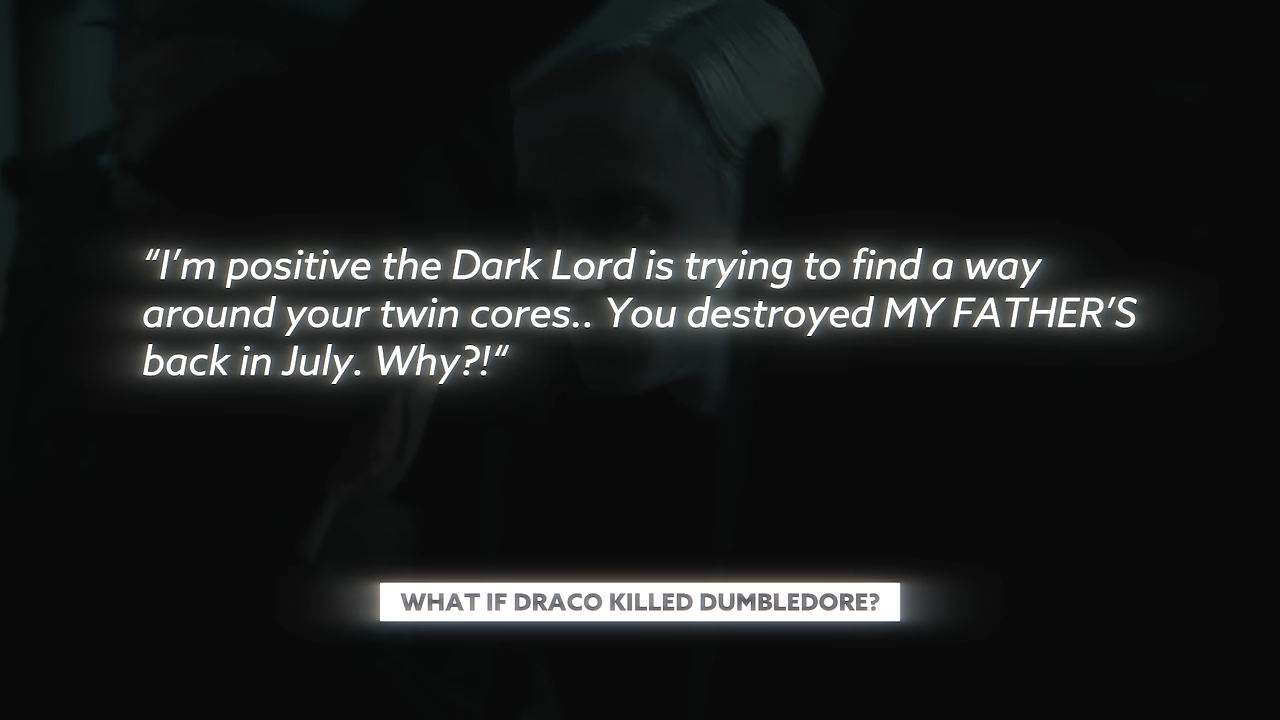 “I’m positive the Dark Lord is trying to find a way
around your twin cores.. You destroyed MY FATHER’S
back in July. Why?!“
WHAT IF DRACO KILLED DUMBLEDORE?